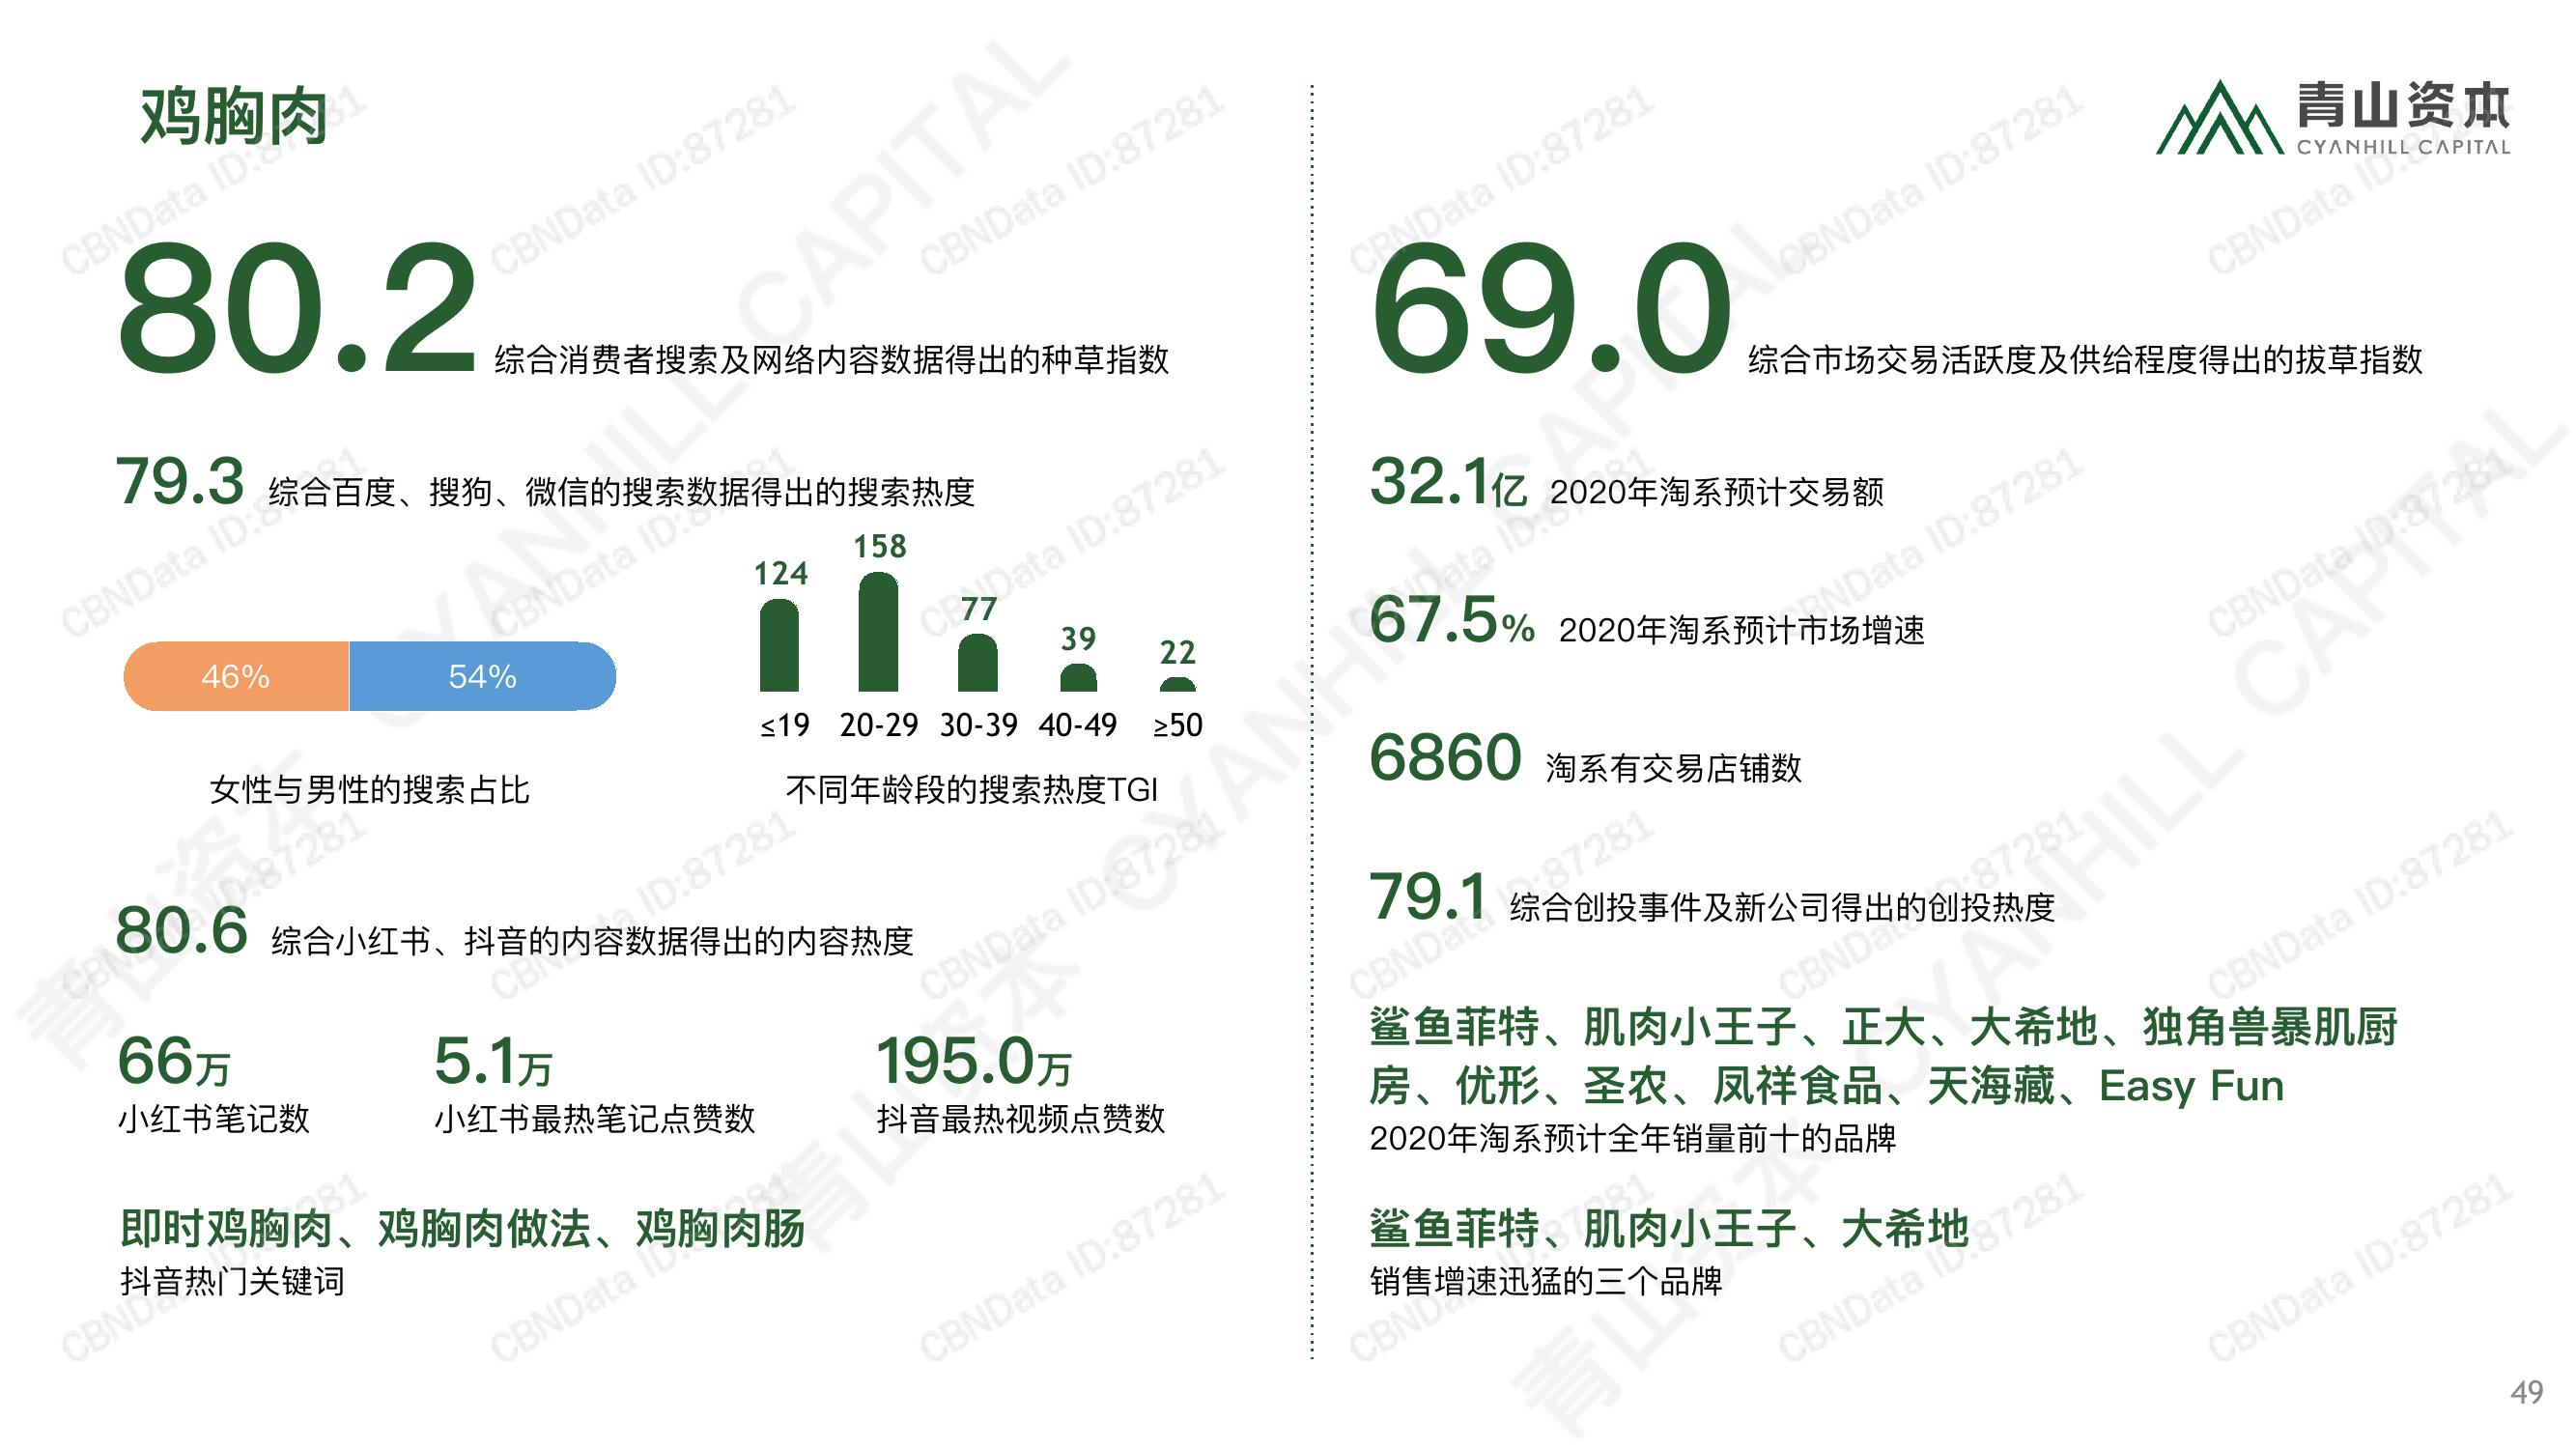 鸡胸肉
青山资本
CYANHILL CAPITAL
80.2 综合消费者搜索及网络内容数据得出的种草指数
79.3 综合百度、搜狗、微信的搜索数据得出的搜索热度
46% 54%
女性与男性的搜索占比
124 158 77 39 22
≤19 20-29 30-39 40-49 ≥50
不同年龄段的搜索热度TGI
80.6 综合小红书、抖音的内容数据得出的内容热度
66万
小红书笔记数
5.1万
小红书最热笔记点赞数
195.0万
抖音最热视频点赞数
即时鸡胸肉、鸡胸肉做法、鸡胸肉肠
抖音热门关键词
69.0 综合市场交易活跃度及供给程度得出的拔草指数
32.1亿 2020年淘系预计交易额
67.5% 2020年淘系预计市场增速
6860 淘系有交易店铺数
79.1 综合创投事件及新公司得出的创投热度
鲨鱼菲特、肌肉小王子、正大、大希地、独角兽暴肌厨
房、优形、圣农、凤祥食品、天海藏、Easy Fun
2020年淘系预计全年销量前十的品牌
鲨鱼菲特、肌肉小王子、大希地
销售增速迅猛的三个品牌
49
CBNData ID:87281
青山资本 CYANHILL CAPITAL